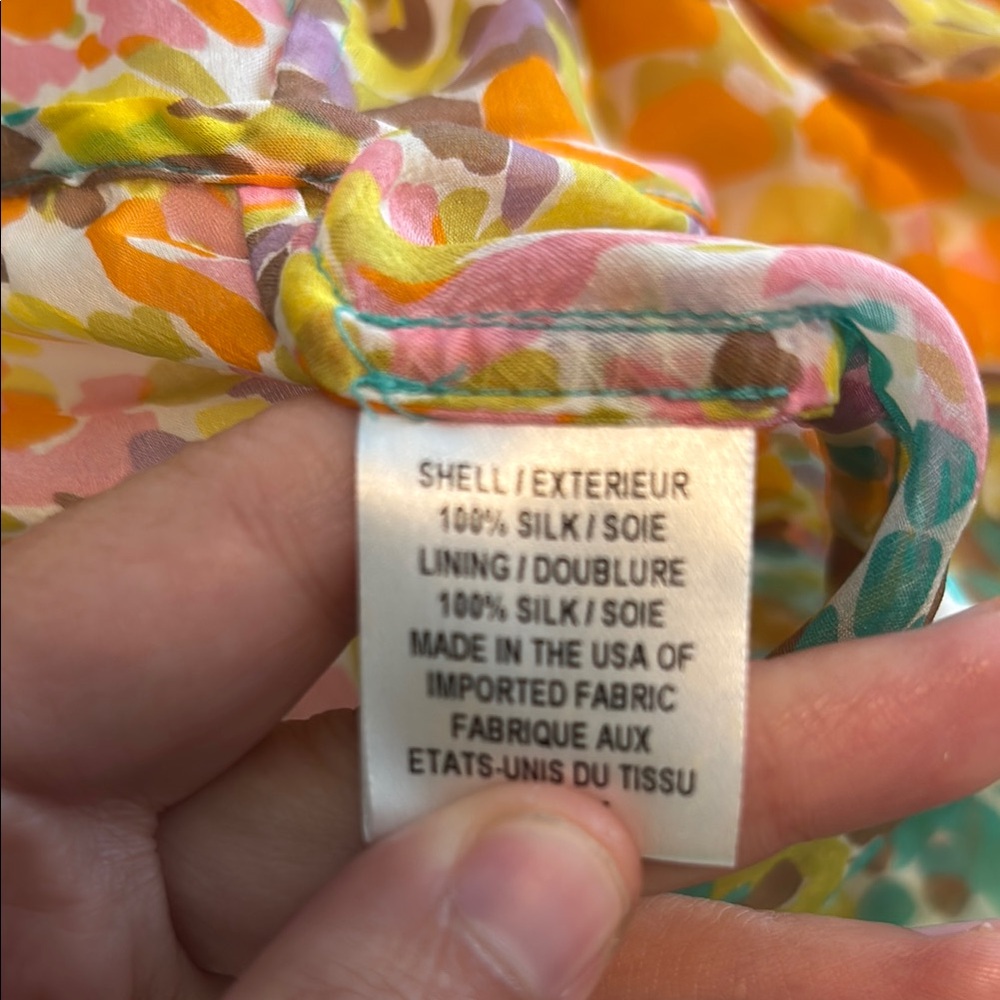 SHELL / EXTERIEUR
100% SILK / SOIE
LINING / DOUBLURE
100% SILK / SOIE
MADE IN THE USA OF
IMPORTED FABRIC
FABRIQUE AUX
ETATS-UNIS DU TISSU